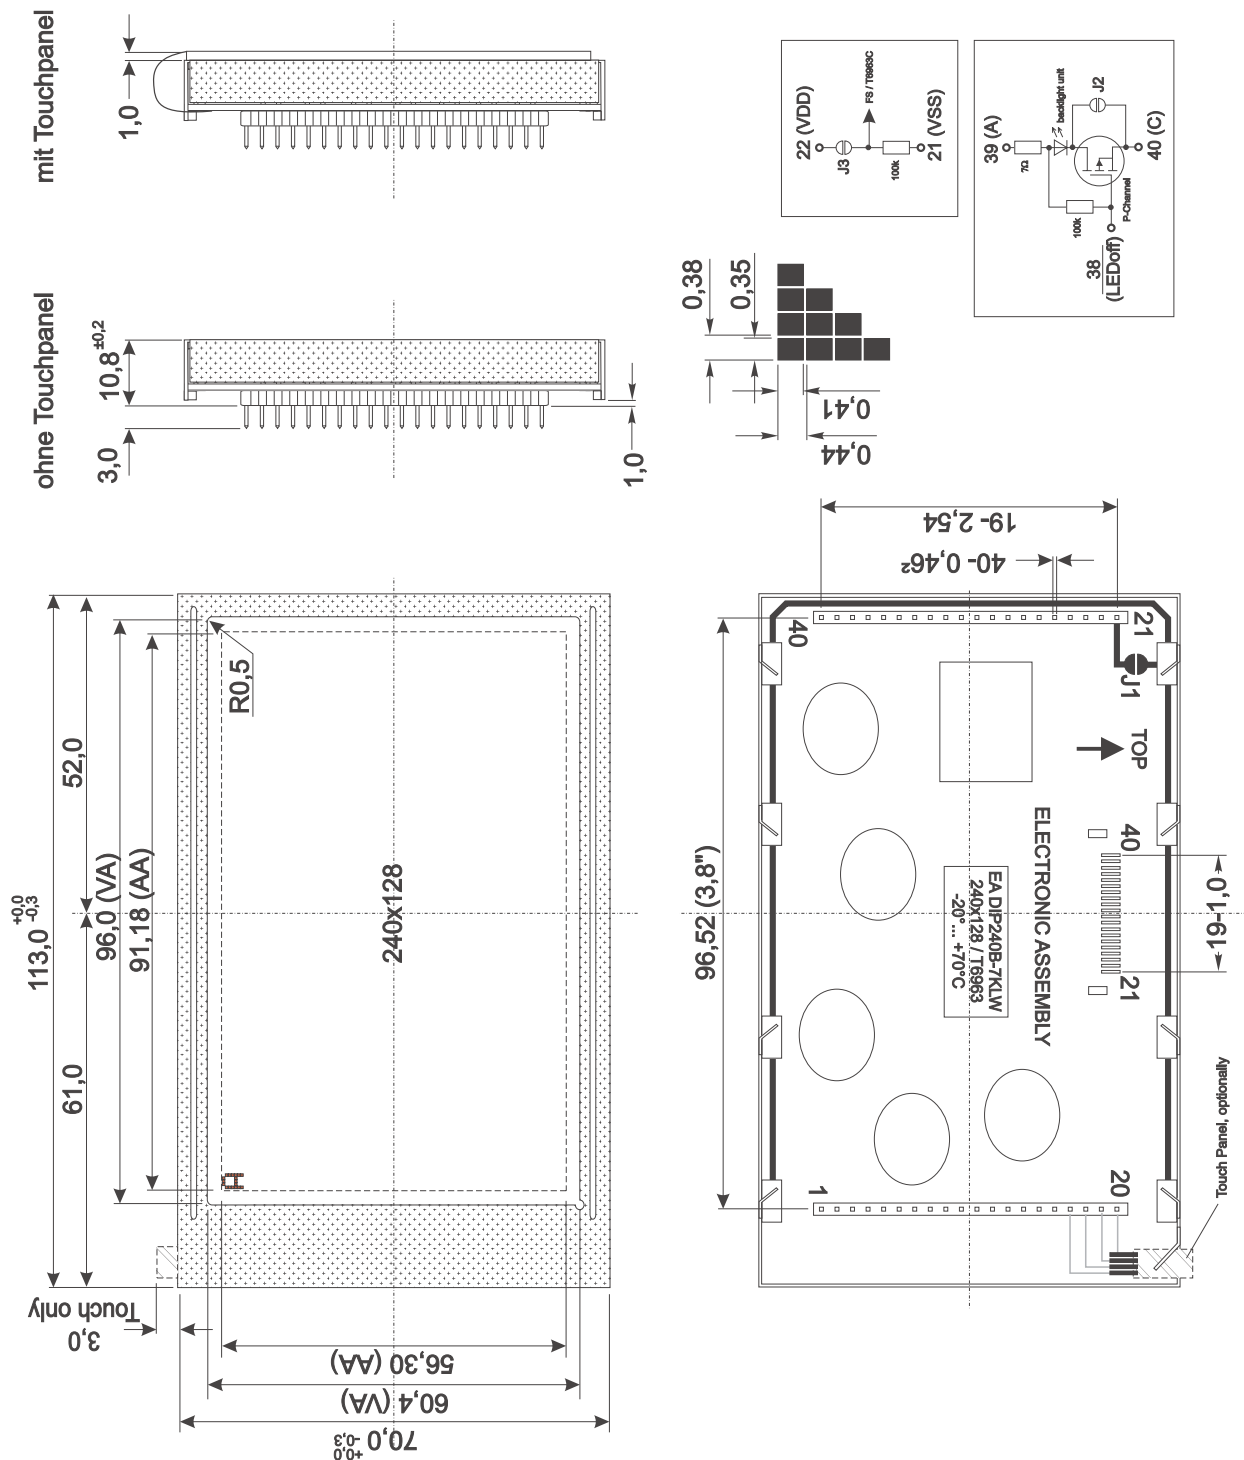 mit Touchpanel
1,0
ohne Touchpanel
10,8 ±0,2
3,0
1,0
22 (VDD)
J3
FS / T6963C
100k
21 (VSS)
39 (A)
7Ω
backlight unit
J2
40 (C)
P-Channel
100k
38
(LEDoff)
0,38
0,35
0,41
0,44
113,0 +0,0 -0,3
52,0
61,0
96,0 (VA)
91,18 (AA)
R0,5
240x128
Touch only
3,0
56,30 (AA)
60,4 (VA)
70,0 +0,0 -0,3
19- 2,54
40- 0,46²
96,52 (3,8")
40
21
J1
TOP
ELECTRONIC ASSEMBLY
EA DIP240B-7KLW
240x128 / T6963
-20° ... +70°C
40
21
19-1,0
1
20
Touch Panel, optionally